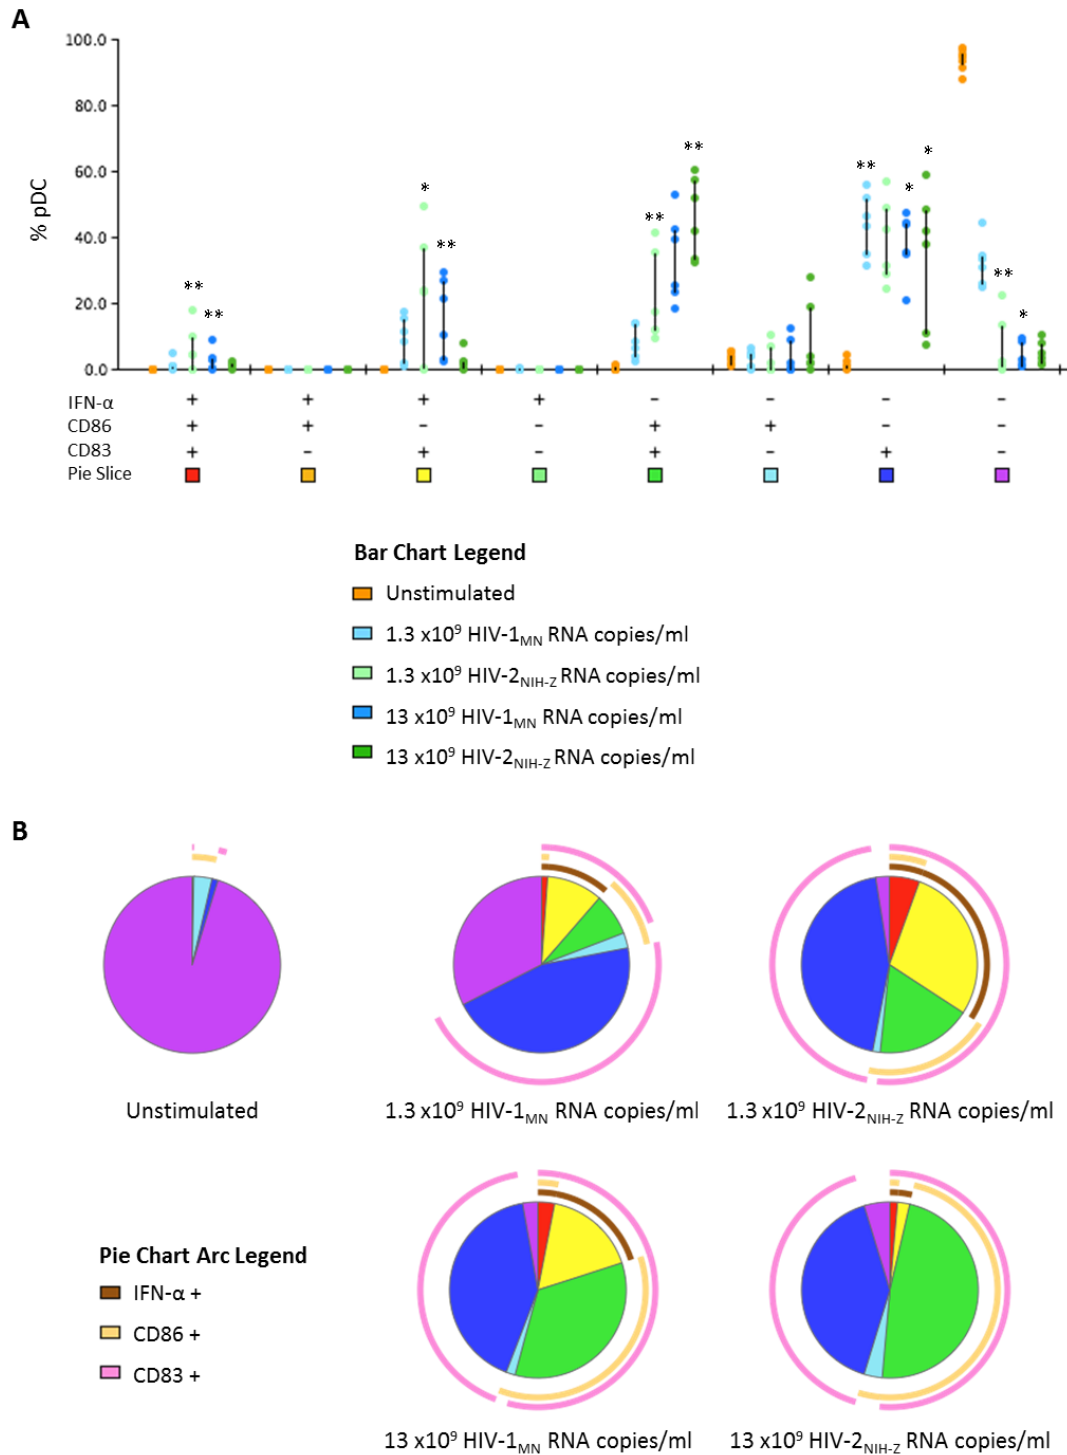 A
100.0
80.0
60.0
40.0
20.0
0.0
% pDC
** ** * ** ** ** ** * * ** *
IFN-α + + + + – – – –
CD86 + + – – + + – –
CD83 + – + – + – + –
Pie Slice
Bar Chart Legend
Unstimulated
1.3 x10⁹ HIV-1MN RNA copies/ml
1.3 x10⁹ HIV-2NIH-Z RNA copies/ml
13 x10⁹ HIV-1MN RNA copies/ml
13 x10⁹ HIV-2NIH-Z RNA copies/ml
B
Unstimulated
1.3 x10⁹ HIV-1MN RNA copies/ml
1.3 x10⁹ HIV-2NIH-Z RNA copies/ml
Pie Chart Arc Legend
IFN-α +
CD86 +
CD83 +
13 x10⁹ HIV-1MN RNA copies/ml
13 x10⁹ HIV-2NIH-Z RNA copies/ml